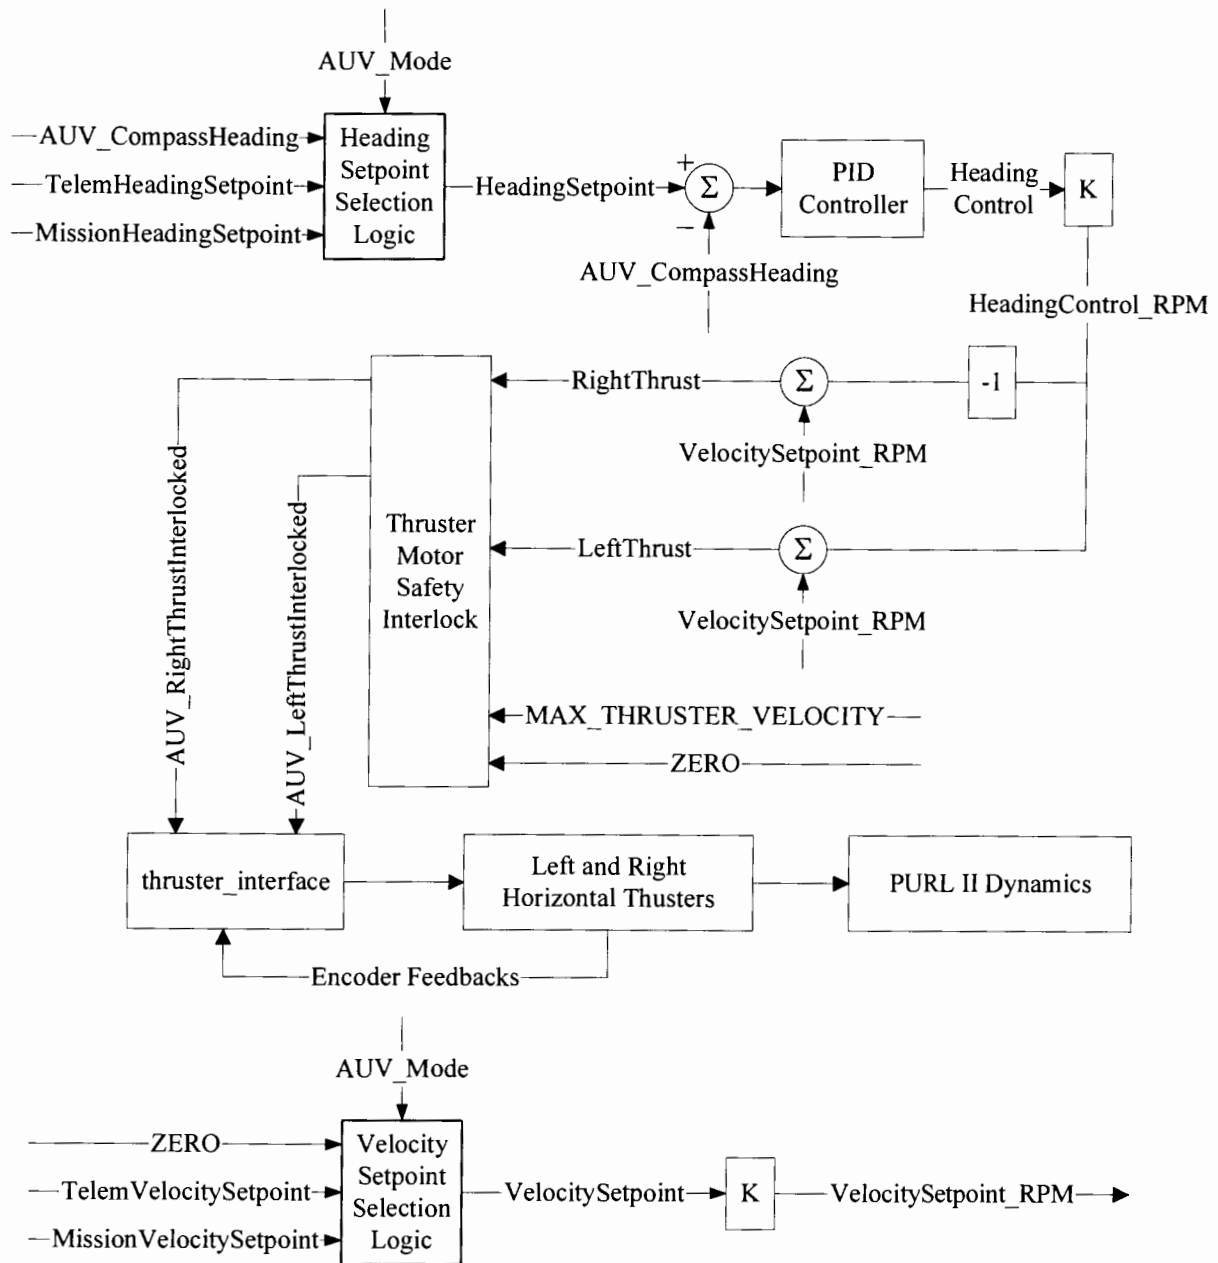 AUV_Mode
AUV_CompassHeading
TelemHeadingSetpoint
MissionHeadingSetpoint
Heading
Setpoint
Selection
Logic
HeadingSetpoint
+
Σ
−
AUV_CompassHeading
PID
Controller
Heading
Control
K
HeadingControl_RPM
RightThrust
Σ
-1
VelocitySetpoint_RPM
LeftThrust
Σ
VelocitySetpoint_RPM
Thruster
Motor
Safety
Interlock
AUV_RightThrustInterlocked
AUV_LeftThrustInterlocked
MAX_THRUSTER_VELOCITY
ZERO
thruster_interface
Left and Right
Horizontal Thusters
PURL II Dynamics
Encoder Feedbacks
AUV_Mode
ZERO
TelemVelocitySetpoint
MissionVelocitySetpoint
Velocity
Setpoint
Selection
Logic
VelocitySetpoint
K
VelocitySetpoint_RPM